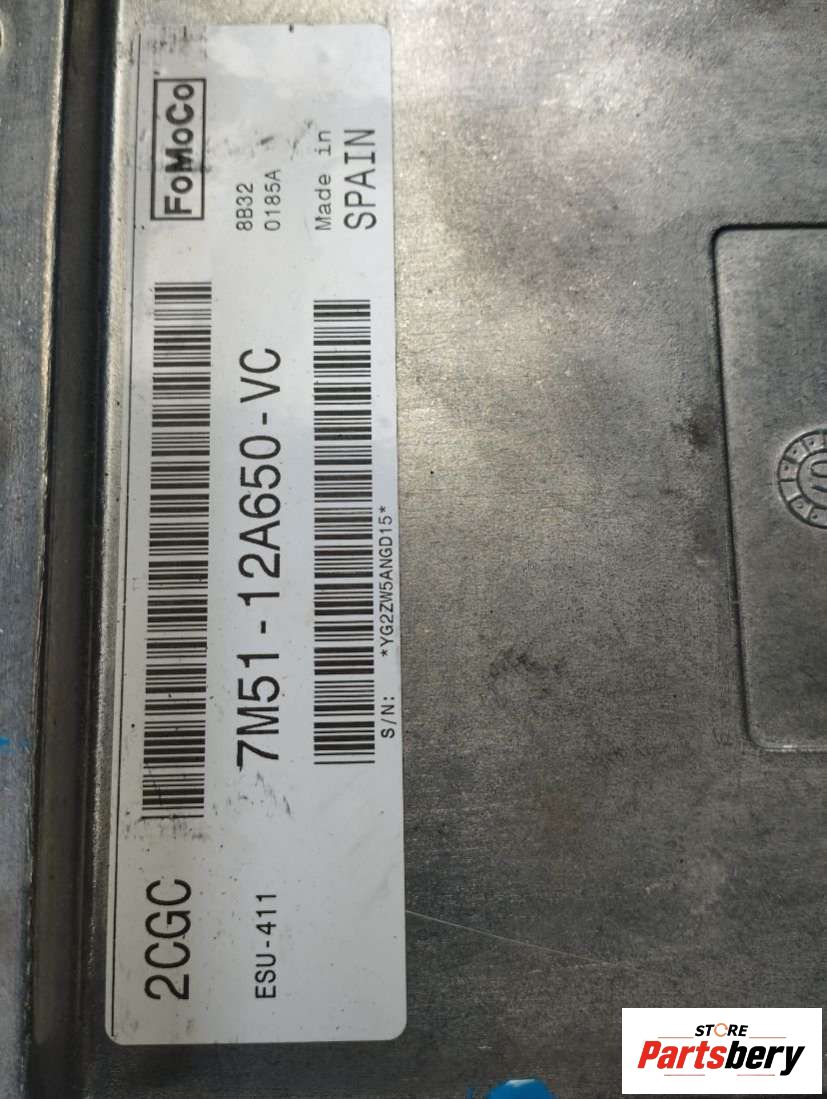 2CGC
FoMoCo
ESU-411
7M51-12A650-VC
8B32
0185A
Made in
SPAIN
S/N: *YG2ZW5ANGD15*
STORE
Partsbery